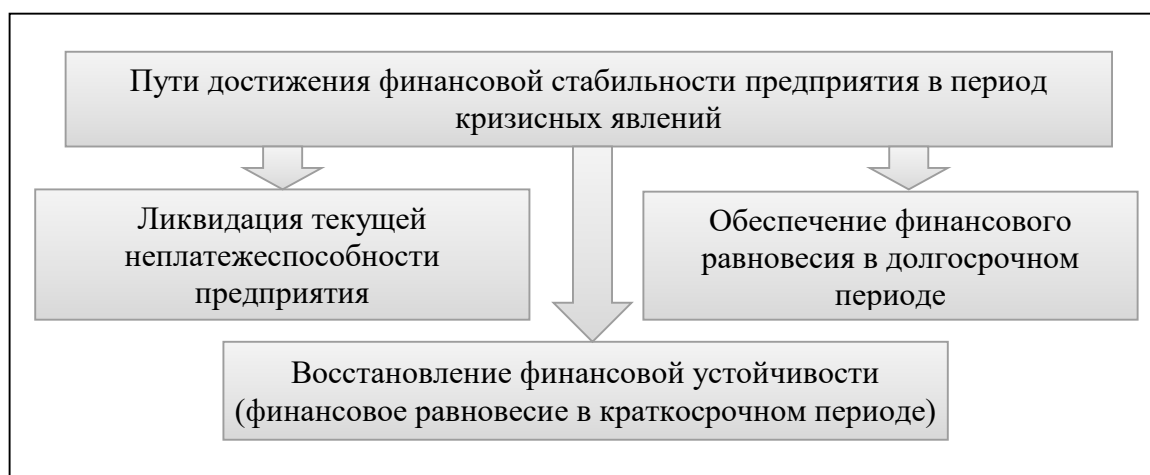 Пути достижения финансовой стабильности предприятия в период
кризисных явлений
Ликвидация текущей
неплатежеспособности
предприятия
Обеспечение финансового
равновесия в долгосрочном
периоде
Восстановление финансовой устойчивости
(финансовое равновесие в краткосрочном периоде)